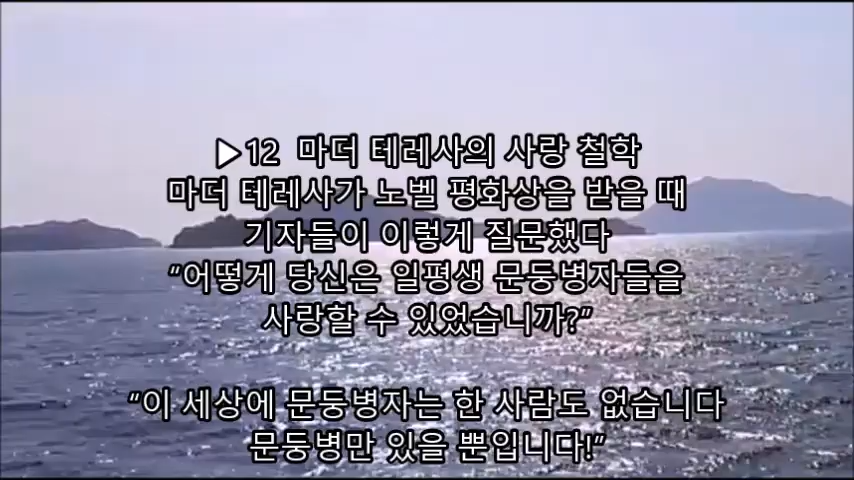 ▶12 마더 테레사의 사랑 철학
마더 테레사가 노벨 평화상을 받을 때
기자들이 이렇게 질문했다
“어떻게 당신은 일평생 문둥병자들을
사랑할 수 있었습니까?”
“이 세상에 문둥병자는 한 사람도 없습니다
문둥병만 있을 뿐입니다!”